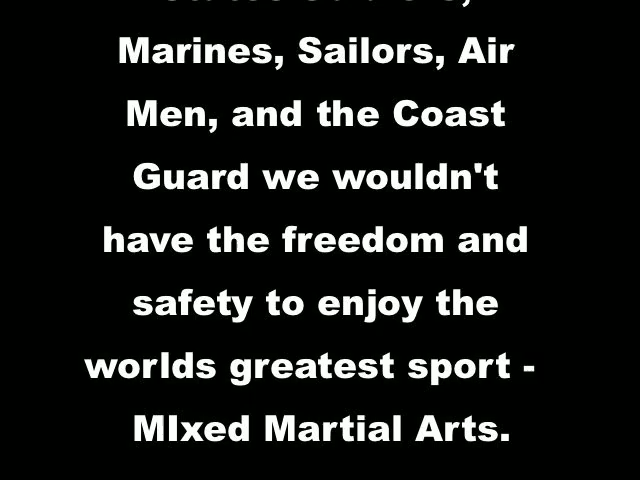 Marines, Sailors, Air
Men, and the Coast
Guard we wouldn't
have the freedom and
safety to enjoy the
worlds greatest sport -
MIxed Martial Arts.